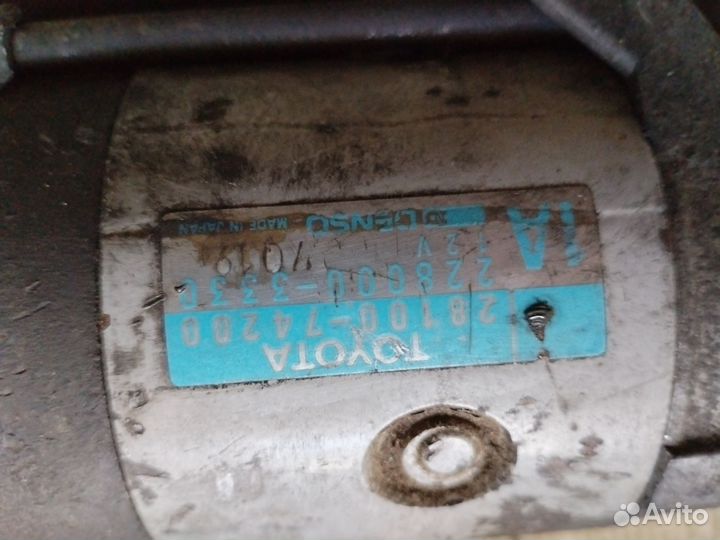 TOYOTA
28100-74200
228000-3330
12V
DENSO MADE IN JAPAN
Avito